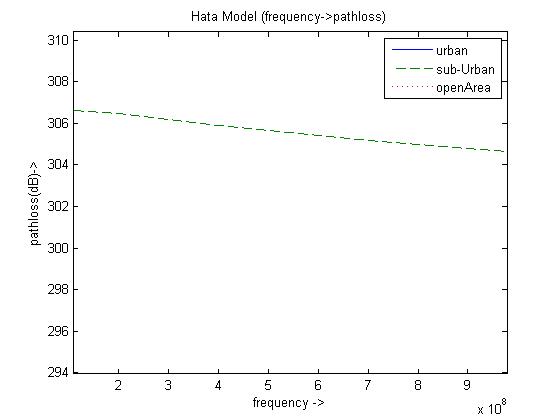 Hata Model (frequency->pathloss)
urban
sub-Urban
openArea
310
308
306
304
302
300
298
296
294
pathloss(dB)->
2 3 4 5 6 7 8 9
frequency ->
x 10^8